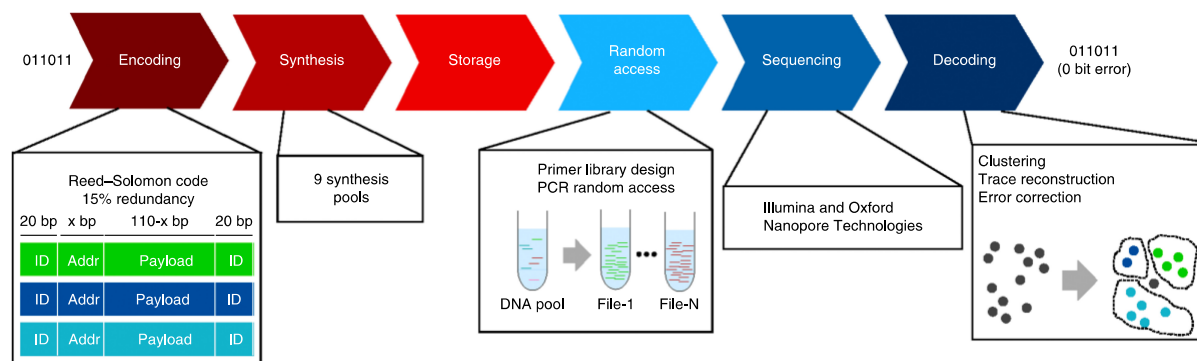 011011
Encoding
Synthesis
Storage
Random
access
Sequencing
Decoding
011011
(0 bit error)
Reed–Solomon code
15% redundancy
20 bp x bp 110-x bp 20 bp
ID Addr Payload ID
ID Addr Payload ID
ID Addr Payload ID
9 synthesis
pools
Primer library design
PCR random access
DNA pool File-1 File-N
Illumina and Oxford
Nanopore Technologies
Clustering
Trace reconstruction
Error correction